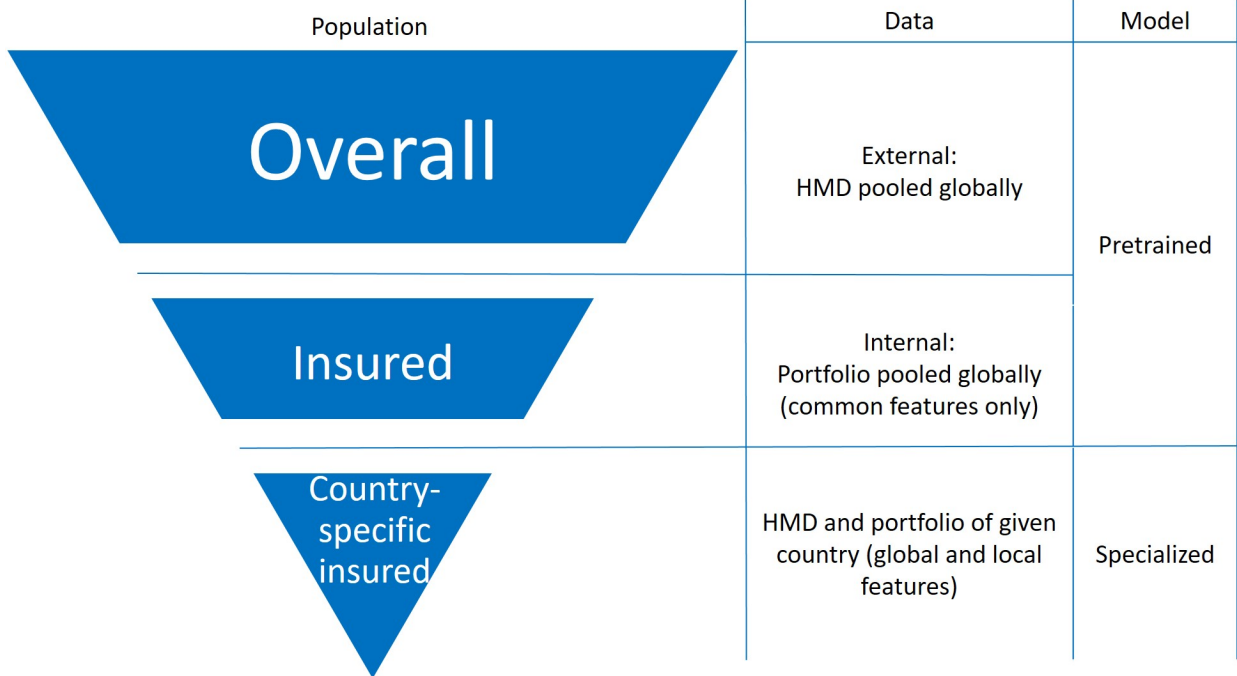 Population
Data
Model
Overall
External:
HMD pooled globally
Pretrained
Insured
Internal:
Portfolio pooled globally
(common features only)
Country-
specific
insured
HMD and portfolio of given
country (global and local
features)
Specialized